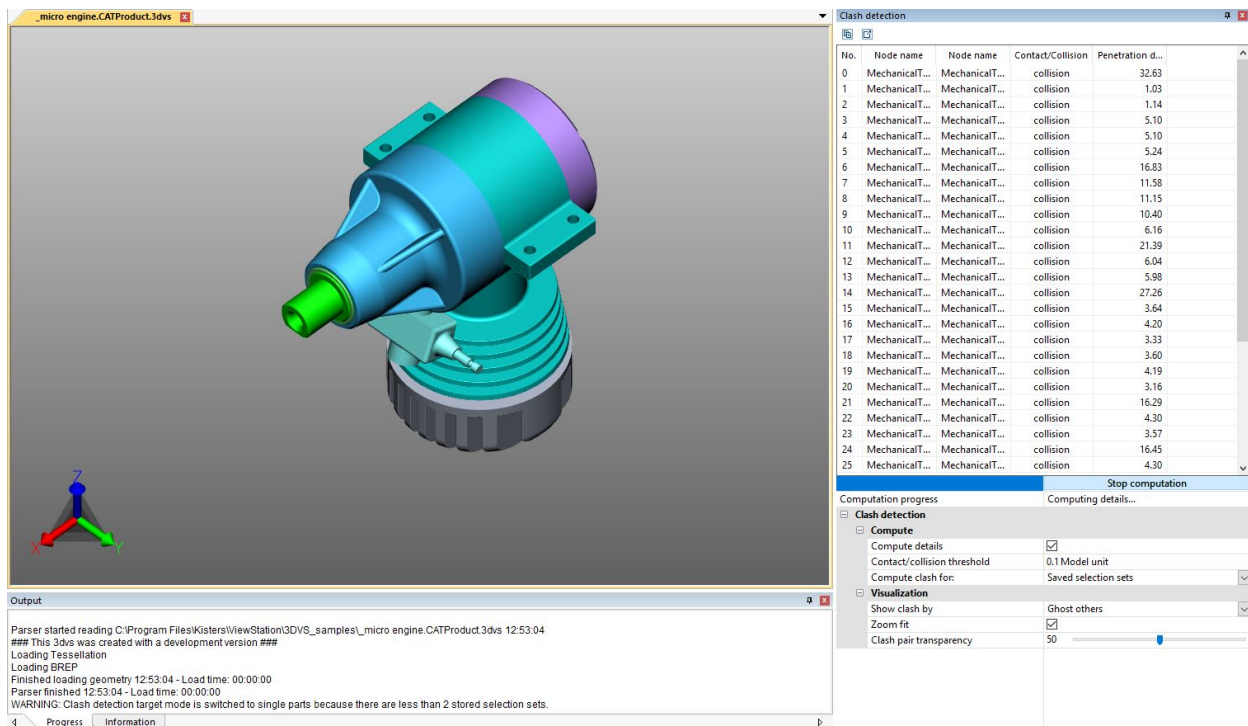 _micro engine.CATProduct.3dvs
Z
X
Y
Output
Parser started reading C:\Program Files\Kisters\ViewStation\3DVS_samples\_micro engine.CATProduct.3dvs 12:53:04
### This 3dvs was created with a development version ###
Loading Tessellation
Loading BREP
Finished loading geometry 12:53:04 - Load time: 00:00:00
Parser finished 12:53:04 - Load time: 00:00:00
WARNING: Clash detection target mode is switched to single parts because there are less than 2 stored selection sets.
Progress Information
Clash detection
No. Node name Node name Contact/Collision Penetration d...
0 MechanicalT... MechanicalT... collision 32.63
1 MechanicalT... MechanicalT... collision 1.03
2 MechanicalT... MechanicalT... collision 1.14
3 MechanicalT... MechanicalT... collision 5.10
4 MechanicalT... MechanicalT... collision 5.10
5 MechanicalT... MechanicalT... collision 5.24
6 MechanicalT... MechanicalT... collision 16.83
7 MechanicalT... MechanicalT... collision 11.58
8 MechanicalT... MechanicalT... collision 11.15
9 MechanicalT... MechanicalT... collision 10.40
10 MechanicalT... MechanicalT... collision 6.16
11 MechanicalT... MechanicalT... collision 21.39
12 MechanicalT... MechanicalT... collision 6.04
13 MechanicalT... MechanicalT... collision 5.98
14 MechanicalT... MechanicalT... collision 27.26
15 MechanicalT... MechanicalT... collision 3.64
16 MechanicalT... MechanicalT... collision 4.20
17 MechanicalT... MechanicalT... collision 3.33
18 MechanicalT... MechanicalT... collision 3.60
19 MechanicalT... MechanicalT... collision 4.19
20 MechanicalT... MechanicalT... collision 3.16
21 MechanicalT... MechanicalT... collision 16.29
22 MechanicalT... MechanicalT... collision 4.30
23 MechanicalT... MechanicalT... collision 3.57
24 MechanicalT... MechanicalT... collision 16.45
25 MechanicalT... MechanicalT... collision 4.30
Stop computation
Computation progress Computing details...
Clash detection
Compute
Compute details
Contact/collision threshold 0.1 Model unit
Compute clash for: Saved selection sets
Visualization
Show clash by Ghost others
Zoom fit
Clash pair transparency 50